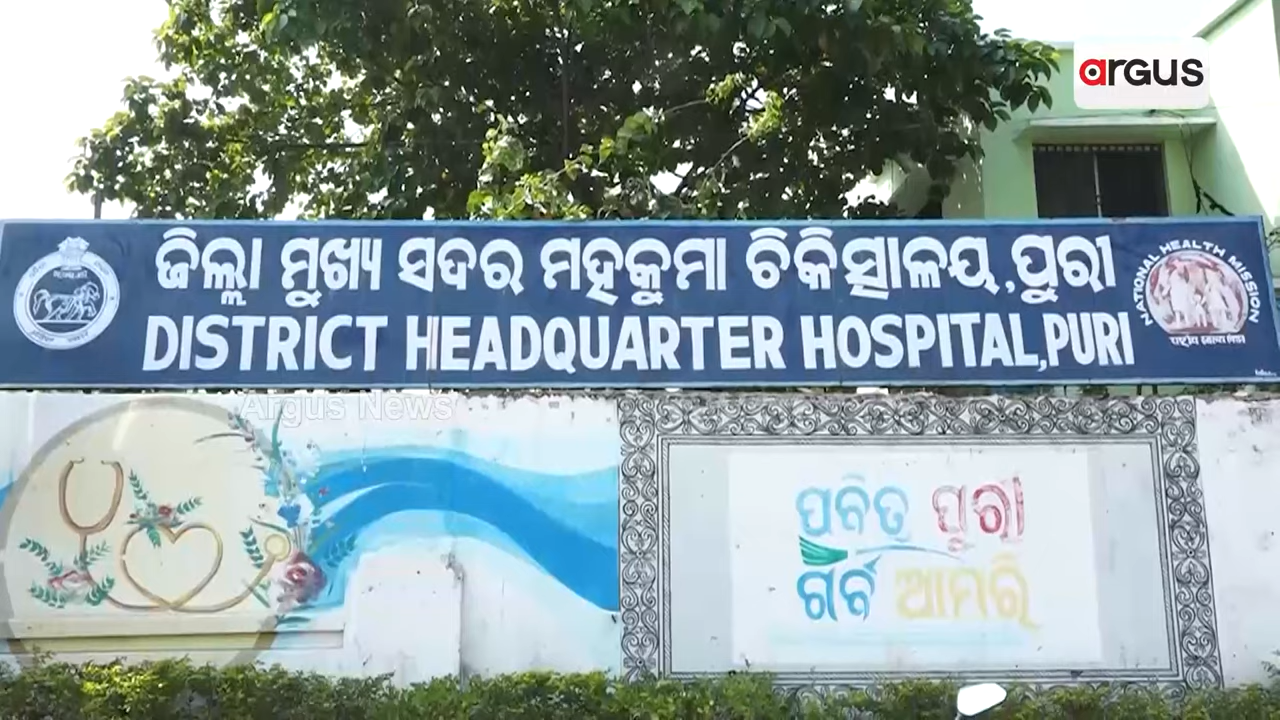 argus
ଜିଲ୍ଲା ମୁଖ୍ୟ ସଦର ମହକୁମା ଚିକିତ୍ସାଳୟ,ପୁରୀ
DISTRICT HEADQUARTER HOSPITAL,PURI
NATIONAL HEALTH MISSION
Argus News
ପବିତ୍ର ପୁରୀ
ଗର୍ବ ଆମରି